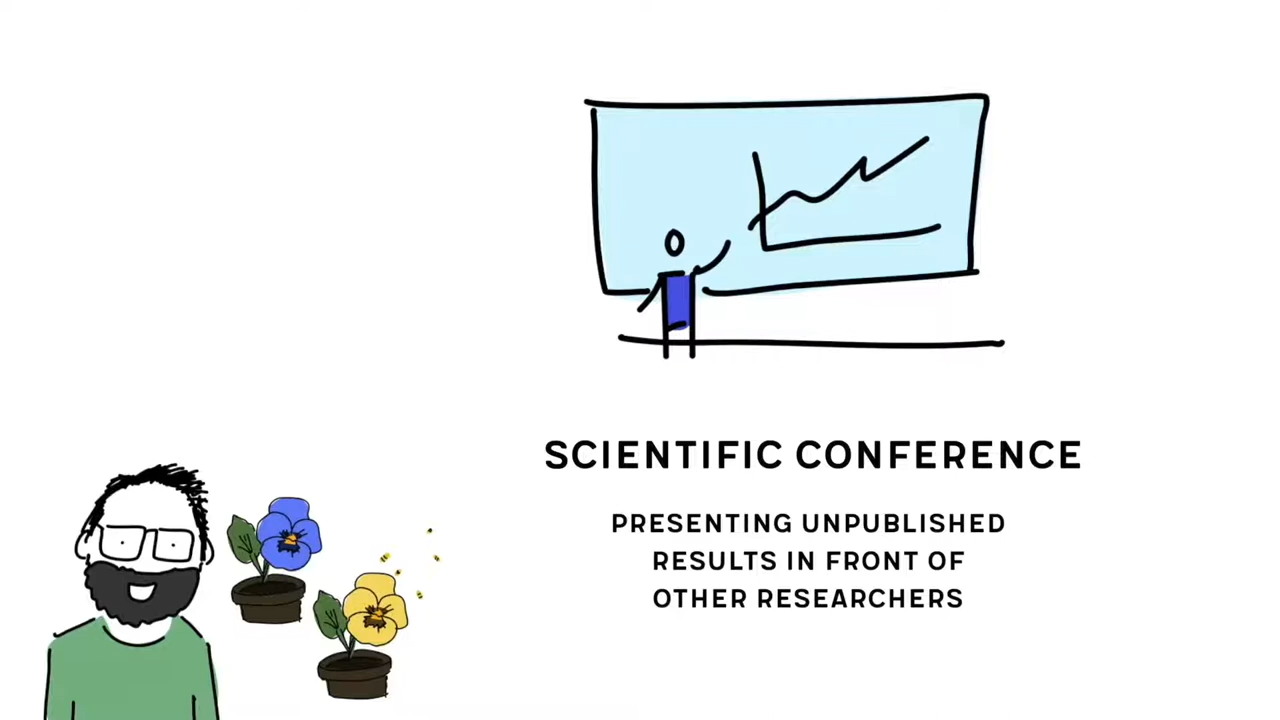 SCIENTIFIC CONFERENCE
PRESENTING UNPUBLISHED
RESULTS IN FRONT OF
OTHER RESEARCHERS